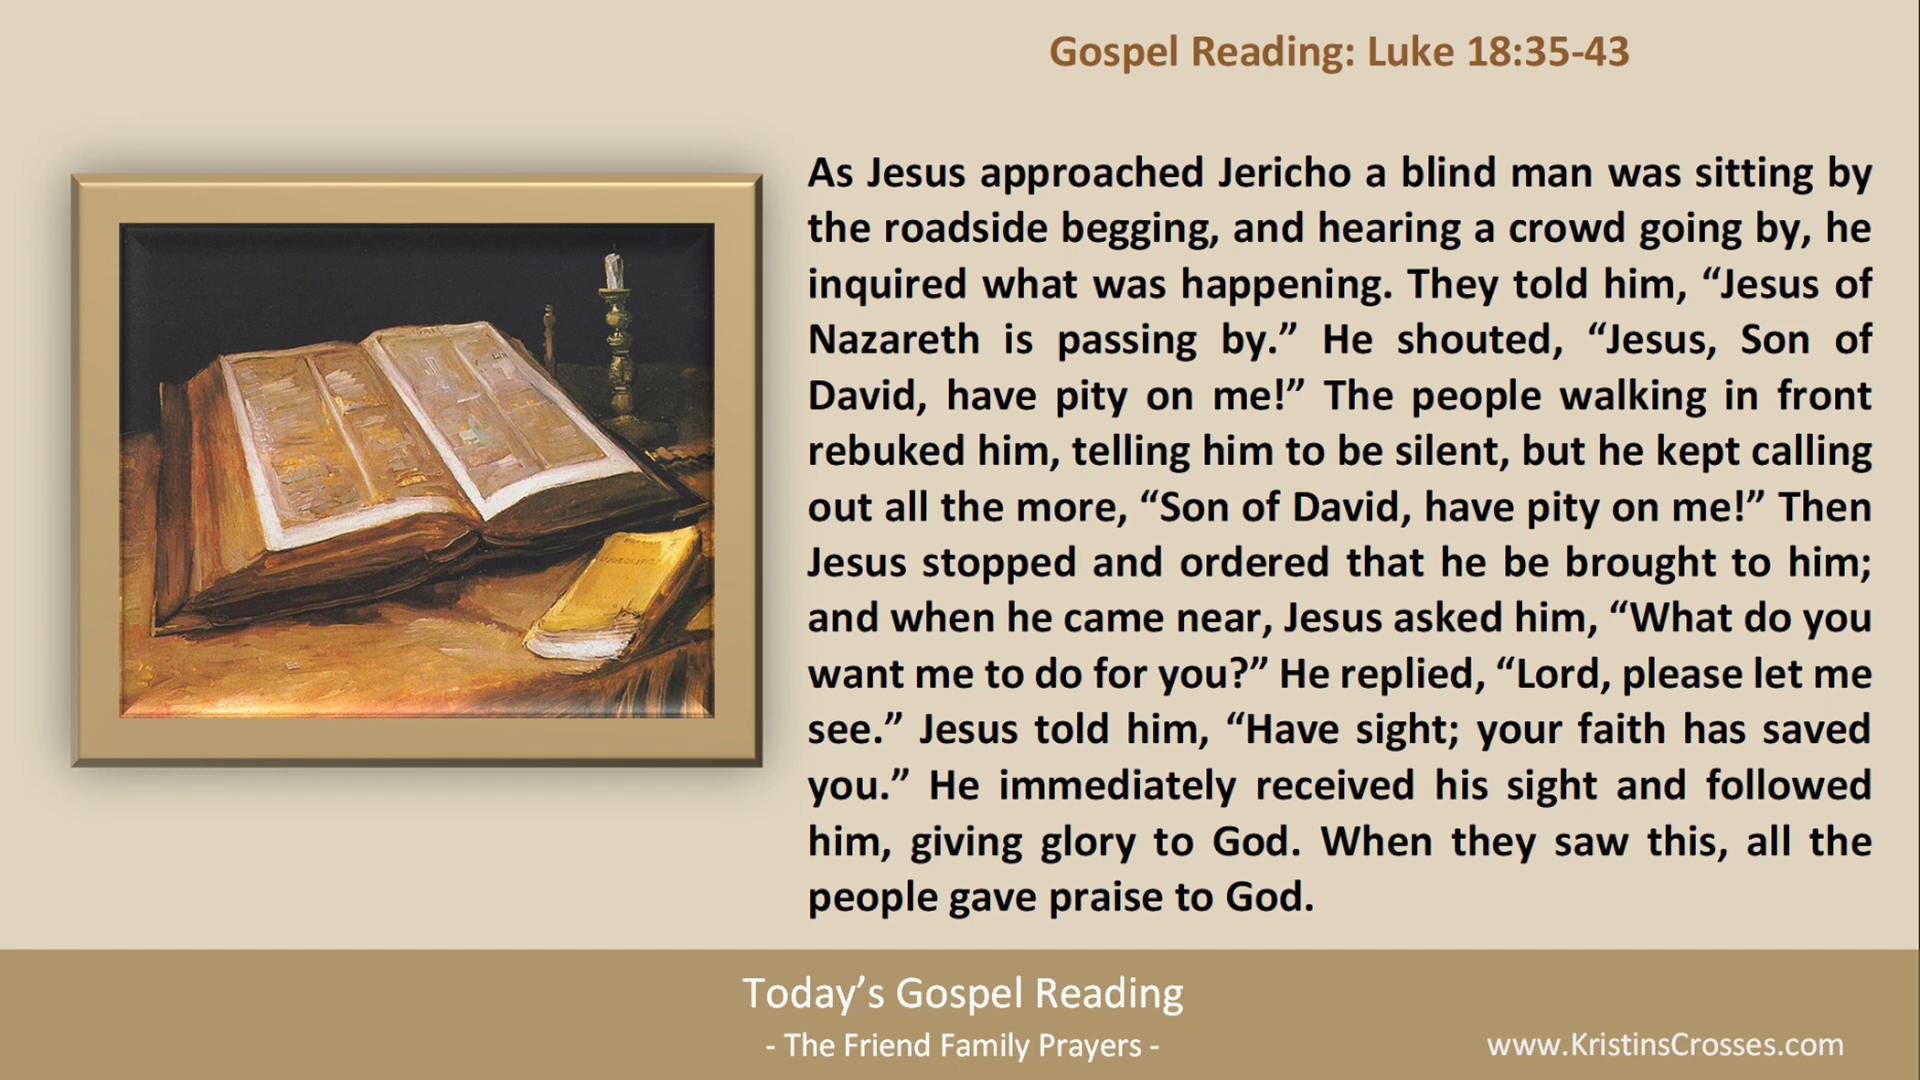 Gospel Reading: Luke 18:35-43
As Jesus approached Jericho a blind man was sitting by
the roadside begging, and hearing a crowd going by, he
inquired what was happening. They told him, “Jesus of
Nazareth is passing by.” He shouted, “Jesus, Son of
David, have pity on me!” The people walking in front
rebuked him, telling him to be silent, but he kept calling
out all the more, “Son of David, have pity on me!” Then
Jesus stopped and ordered that he be brought to him;
and when he came near, Jesus asked him, “What do you
want me to do for you?” He replied, “Lord, please let me
see.” Jesus told him, “Have sight; your faith has saved
you.” He immediately received his sight and followed
him, giving glory to God. When they saw this, all the
people gave praise to God.
Today’s Gospel Reading
- The Friend Family Prayers -
www.KristinsCrosses.com